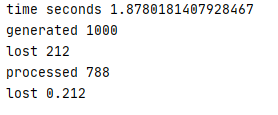 time seconds 1.8780181407928467
generated 1000
lost 212
processed 788
lost 0.212